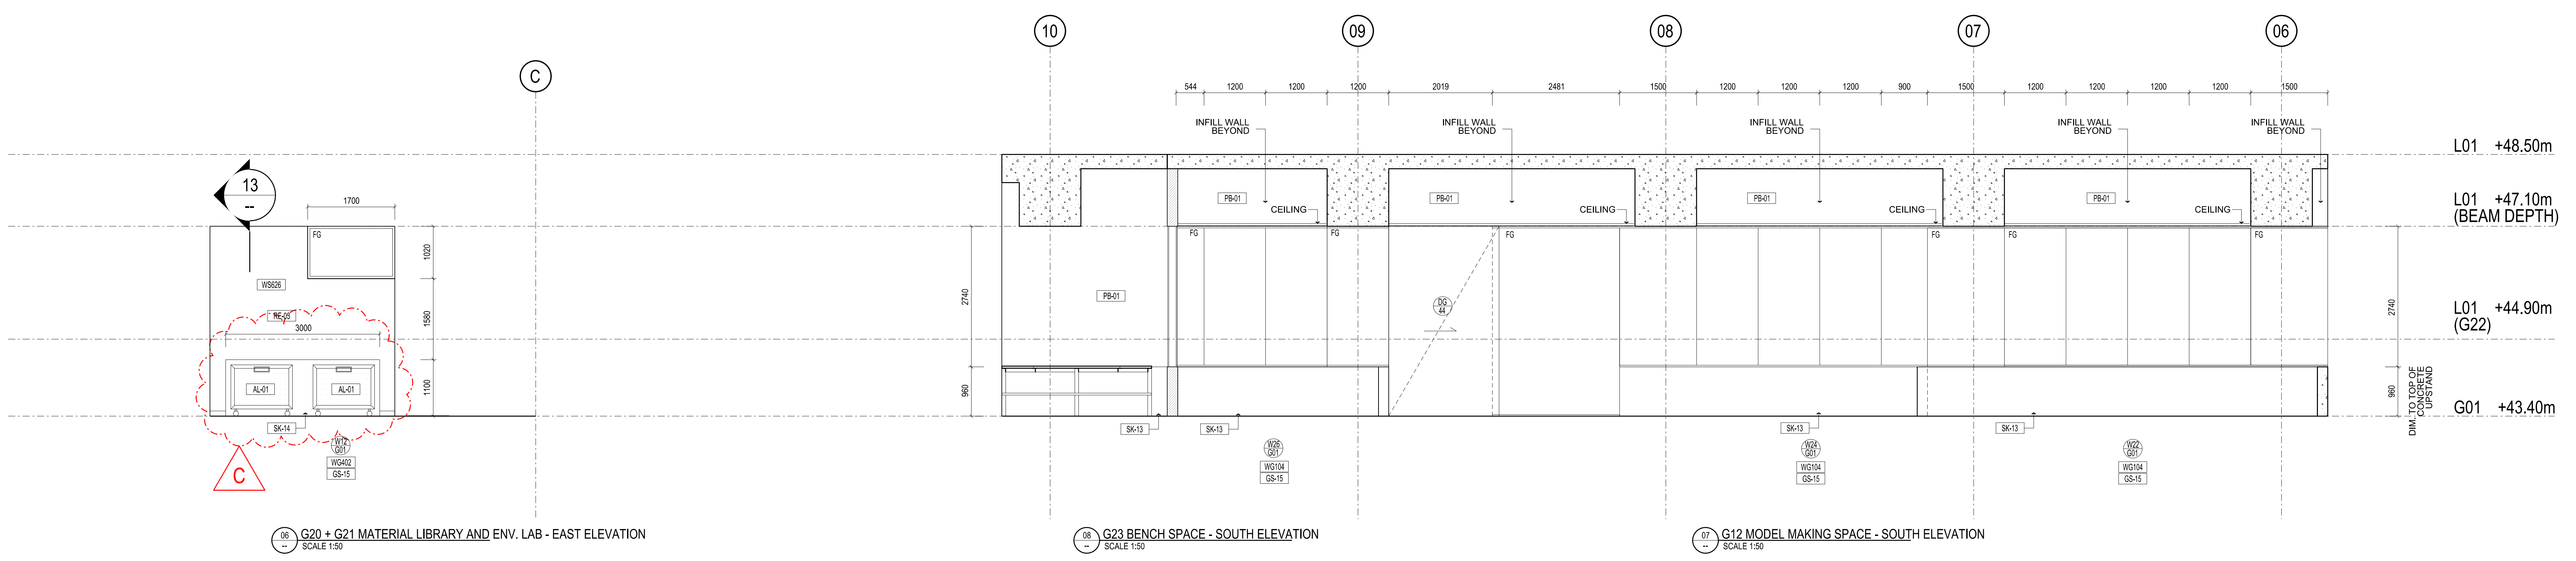 10
09
08
07
06
C
544 1200 1200 1200 2019 2481 1500 1200 1200 1200 900 1500 1200 1200 1200 1200 1500
INFILL WALL
BEYOND
INFILL WALL
BEYOND
INFILL WALL
BEYOND
INFILL WALL
BEYOND
INFILL WALL
BEYOND
L01 +48.50m
L01 +47.10m
(BEAM DEPTH)
L01 +44.90m
(G22)
G01 +43.40m
13
--
1700
FG
1020
WS626
RE-03
1580
3000
AL-01
AL-01
1100
SK-14
W12
G01
WG402
GS-15
C
06
--
G20 + G21 MATERIAL LIBRARY AND ENV. LAB - EAST ELEVATION
SCALE 1:50
PB-01
PB-01
PB-01
PB-01
CEILING
CEILING
CEILING
CEILING
FG
FG
FG
FG
FG
FG
2740
PB-01
DG
44
2740
960
960
DIM. TO TOP OF
CONCRETE
UPSTAND
SK-13
SK-13
SK-13
SK-13
W26
G01
WG104
GS-15
W24
G01
WG104
GS-15
W22
G01
WG104
GS-15
08
--
G23 BENCH SPACE - SOUTH ELEVATION
SCALE 1:50
07
--
G12 MODEL MAKING SPACE - SOUTH ELEVATION
SCALE 1:50